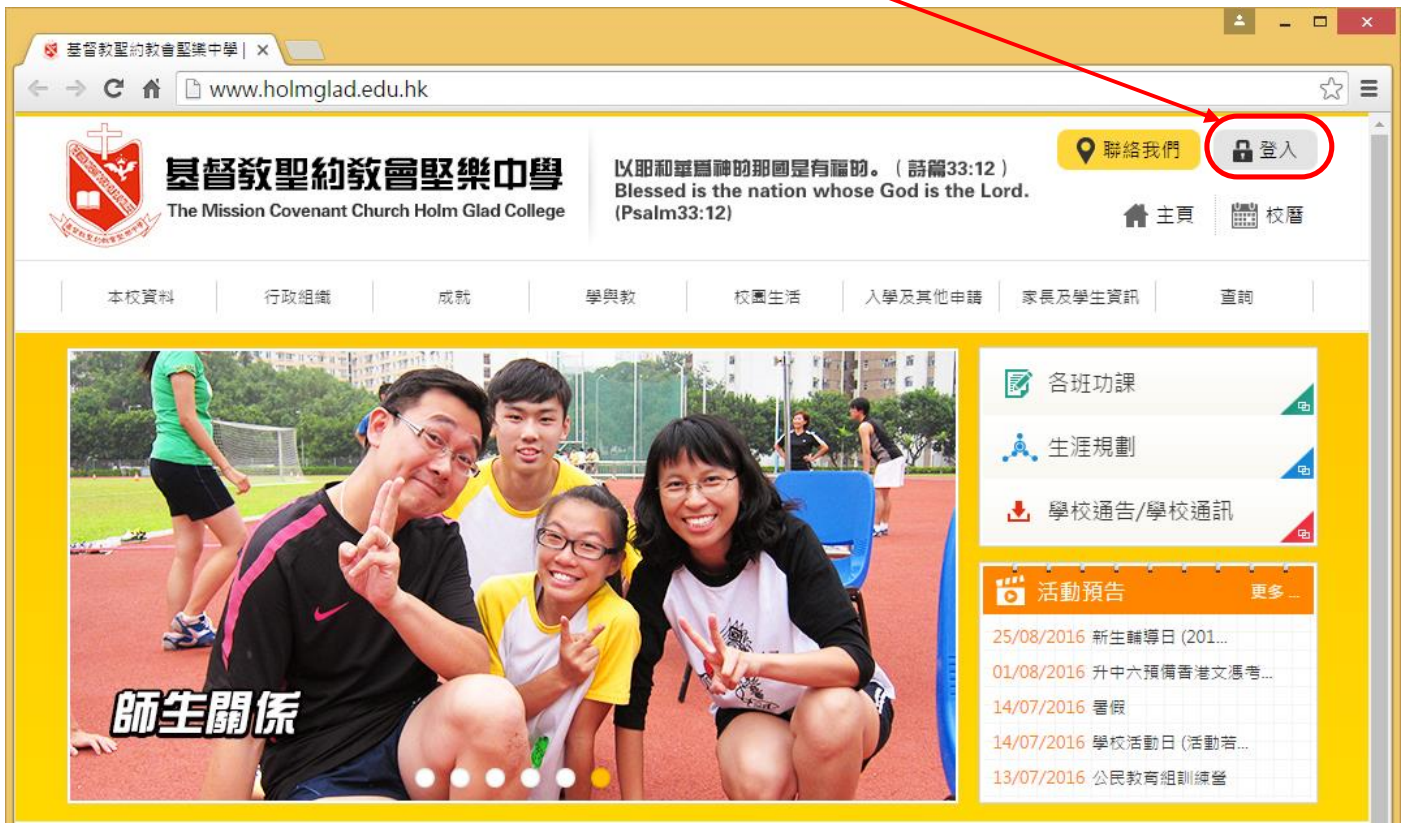 基督教聖約教會堅樂中學 |
www.holmglad.edu.hk
基督教聖約教會堅樂中學
The Mission Covenant Church Holm Glad College
以耶和華爲神的那國是有福的。（詩篇33:12）
Blessed is the nation whose God is the Lord.
(Psalm33:12)
聯絡我們
登入
主頁
校曆
本校資料
行政組織
成就
學與教
校園生活
入學及其他申請
家長及學生資訊
查詢
各班功課
生涯規劃
學校通告/學校通訊
活動預告
更多 ...
25/08/2016 新生輔導日 (201...
01/08/2016 升中六預備香港文憑考...
14/07/2016 暑假
14/07/2016 學校活動日 (活動若...
13/07/2016 公民教育組訓練營
師生關係